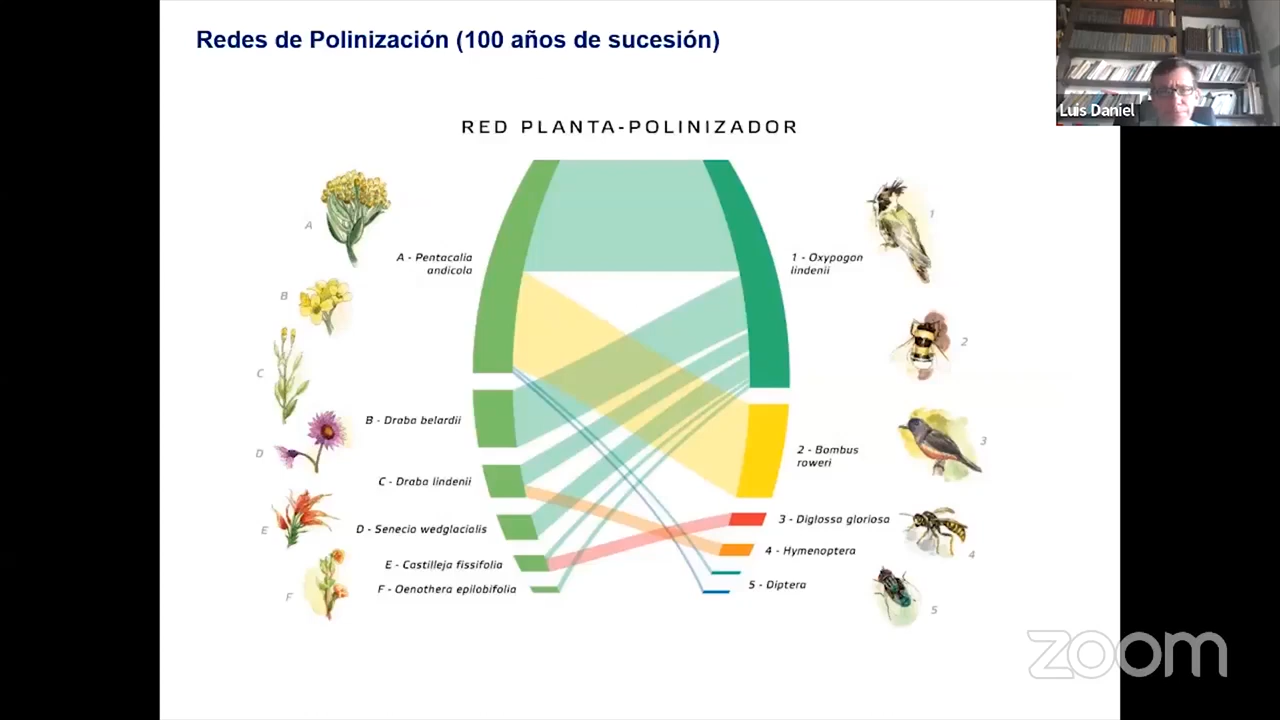 Redes de Polinización (100 años de sucesión)
Luis Daniel
RED PLANTA-POLINIZADOR
A
B
C
D
E
F
A - Pentacalia
andicola
B - Draba belardii
C - Draba lindenii
D - Senecio wedglacialis
E - Castilleja fissifolia
F - Oenothera epilobifolia
1 - Oxypogon
lindenii
2 - Bombus
roweri
3 - Diglossa gloriosa
4 - Hymenoptera
5 - Diptera
1
2
3
4
5
zoom